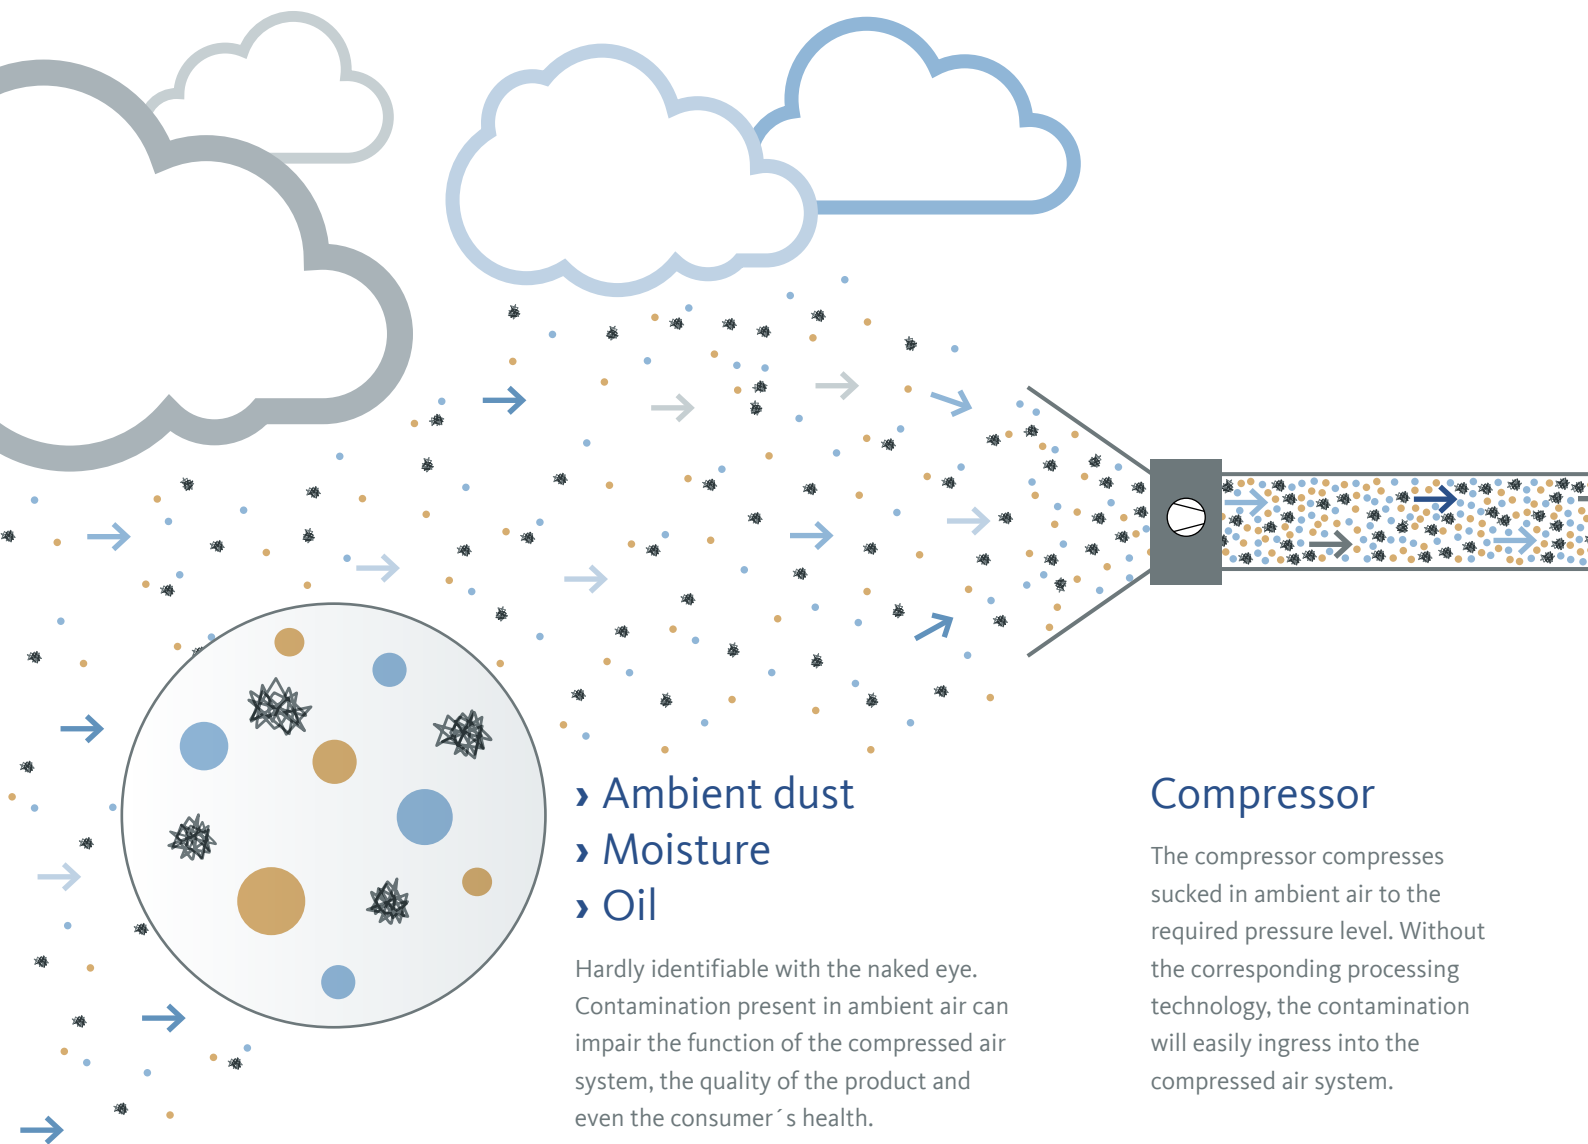 › Ambient dust
› Moisture
› Oil
Hardly identifiable with the naked eye.
Contamination present in ambient air can
impair the function of the compressed air
system, the quality of the product and
even the consumer´s health.
Compressor
The compressor compresses
sucked in ambient air to the
required pressure level. Without
the corresponding processing
technology, the contamination
will easily ingress into the
compressed air system.